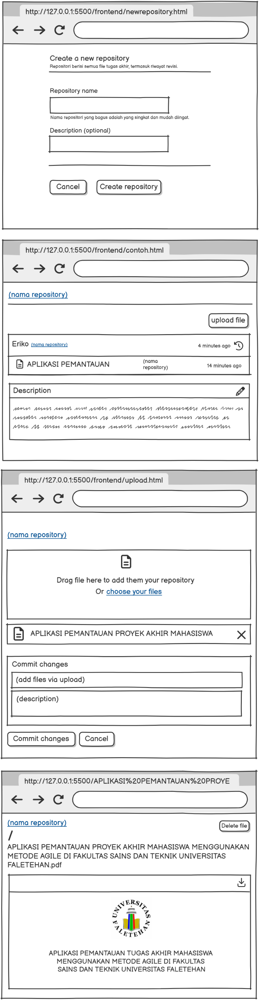 http://127.0.0.1:5500/frontend/newrepository.html
Create a new repository
Repositori berisi semua file tugas akhir, termasuk riwayat revisi.
Repository name
Nama repositori yang bagus adalah yang singkat dan mudah diingat.
Description (optional)
Cancel
Create repository
http://127.0.0.1:5500/frontend/contoh.html
(nama repository)
upload file
Eriko (nama repository)
4 minutes ago
APLIKASI PEMANTAUAN
(nama
repository)
14 minutes ago
Description
http://127.0.0.1:5500/frontend/upload.html
(nama repository)
Drag file here to add them your repository
Or choose your files
APLIKASI PEMANTAUAN PROYEK AKHIR MAHASISWA
Commit changes
(add files via upload)
(description)
Commit changes
Cancel
http://127.0.0.1:5500/APLIKASI%20PEMANTAUAN%20PROYE
(nama repository)
Delete file
/
APLIKASI PEMANTAUAN PROYEK AKHIR MAHASISWA MENGGUNAKAN
METODE AGILE DI FAKULTAS SAINS DAN TEKNIK UNIVERSITAS
FALETEHAN.pdf
UNIVERSITAS
FALETEHAN
APLIKASI PEMANTAUAN TUGAS AKHIR MAHASISWA
MENGGUNAKAN METODE AGILE DI FAKULTAS
SAINS DAN TEKNIK UNIVERSITAS FALETEHAN